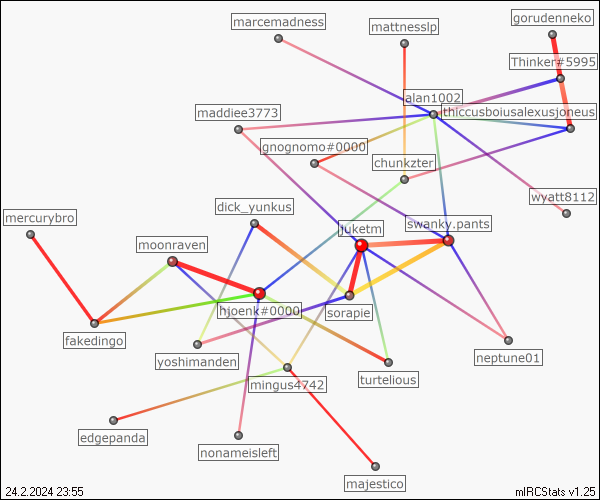 gorudenneko
marcemadness
mattnesslp
Thinker#5995
alan1002
maddiee3773
thiccusboiusalexusjoneus
gnognomo#0000
chunkzter
wyatt8112
dick_yunkus
mercurybro
juketm
swanky.pants
moonraven
hjoenk#0000
sorapie
fakedingo
yoshimanden
neptune01
turtelious
mingus4742
edgepanda
nonameisleft
majestico
24.2.2024 23:55
mIRCStats v1.25